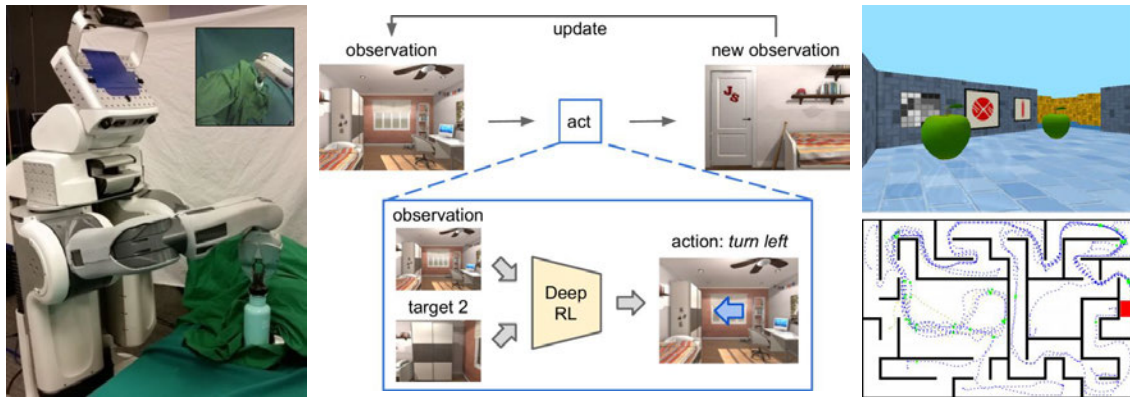 update
observation
new observation
JS
act
observation
action: turn left
target 2
Deep
RL